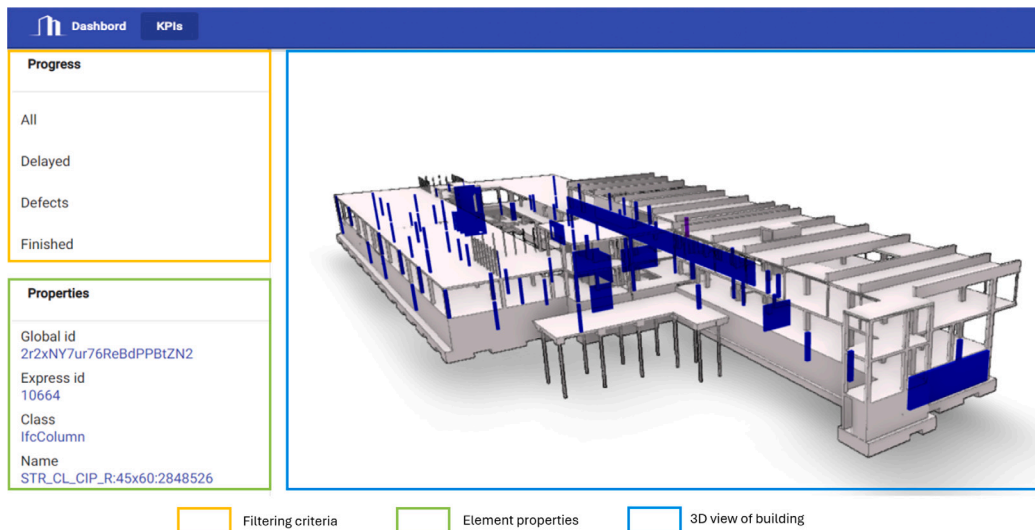 Dashbord KPIs
Progress
All
Delayed
Defects
Finished
Properties
Global id
2r2xNY7ur76ReBdPPBtZN2
Express id
10664
Class
IfcColumn
Name
STR_CL_CIP_R:45x60:2848526
Filtering criteria Element properties 3D view of building